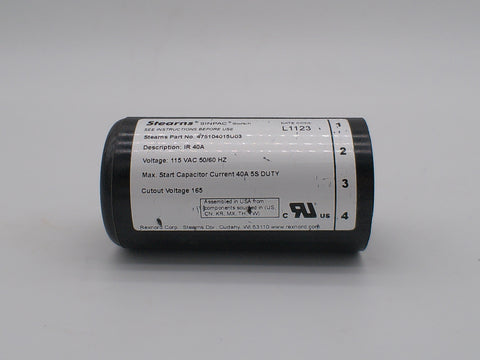 Stearns® SINPAC® Switch
SEE INSTRUCTIONS BEFORE USE
DATE CODE
L1123
Stearns Part No. 475104015U03
Description: IR 40A
Voltage: 115 VAC 50/60 HZ
Max. Start Capacitor Current 40A 5S DUTY
Cutout Voltage 165
Assembled in USA from
components sourced in (US,
CN, KR, MX, TH, TW)
C RU US
Rexnord Corp. Stearns Div., Cudahy, WI 53110 www.rexnord.com
1
2
3
4